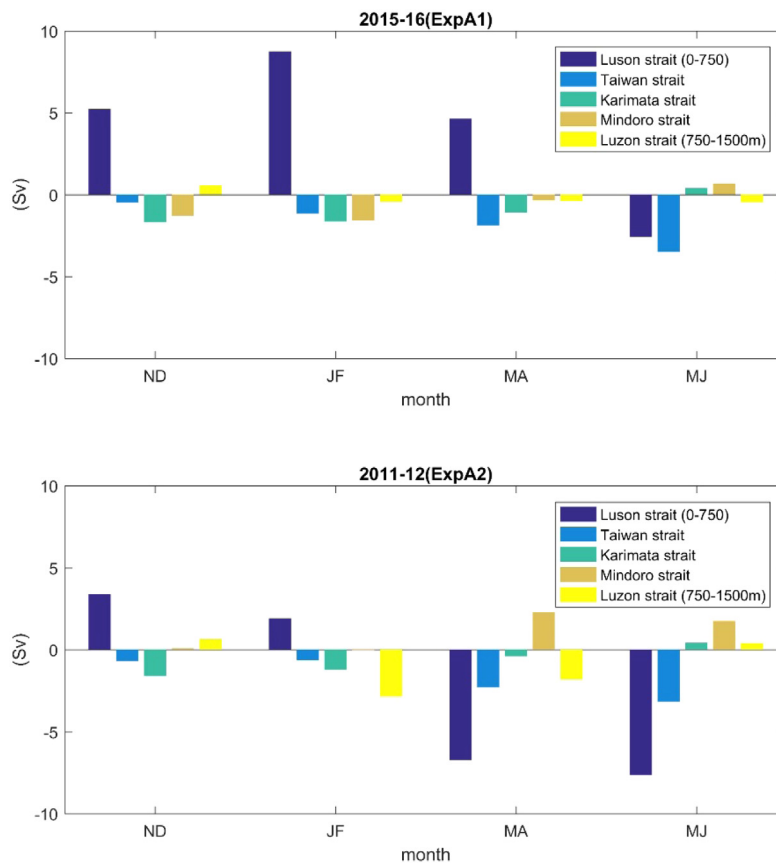 2015-16(ExpA1)
10
5
0
-5
-10
(Sv)
Luson strait (0-750)
Taiwan strait
Karimata strait
Mindoro strait
Luzon strait (750-1500m)
ND JF MA MJ
month
2011-12(ExpA2)
10
5
0
-5
-10
(Sv)
Luson strait (0-750)
Taiwan strait
Karimata strait
Mindoro strait
Luzon strait (750-1500m)
ND JF MA MJ
month